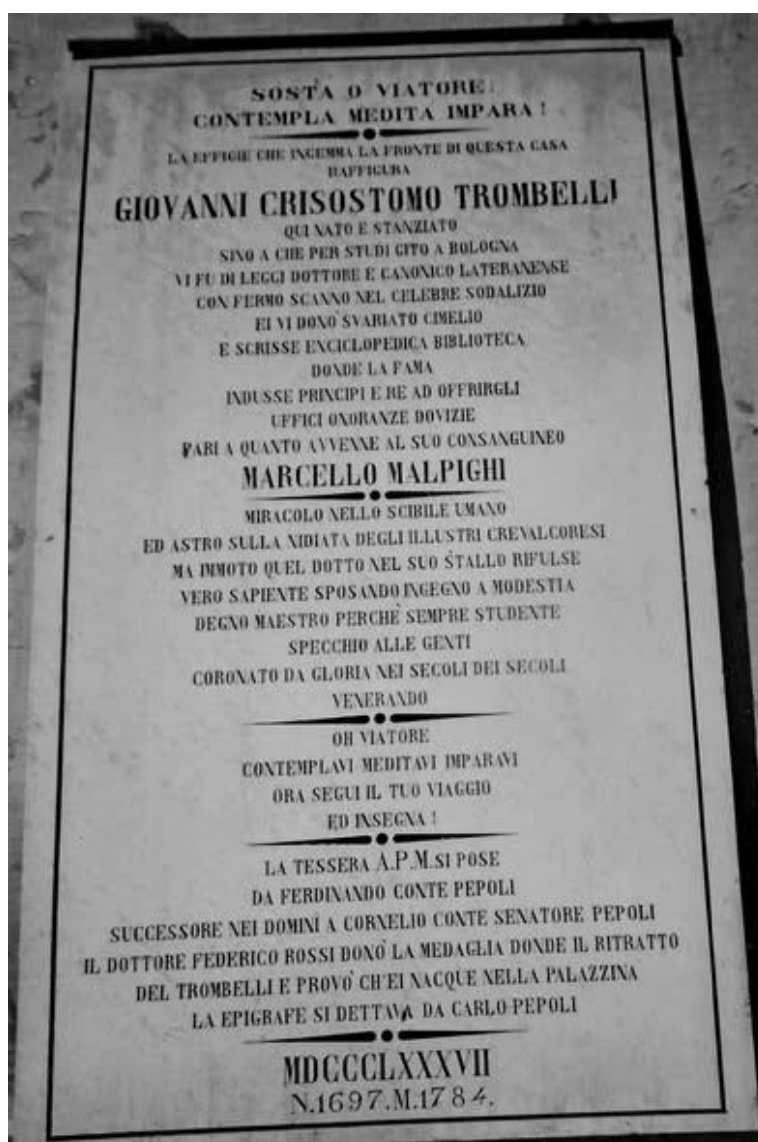 SOSTA O VIATORE!
CONTEMPLA MEDITA IMPARA!
LA EFFIGIE CHE INGEMMA LA FRONTE DI QUESTA CASA
RAFFIGURA
GIOVANNI CRISOSTOMO TROMBELLI
QUI NATO E STANZIATO
SINO A CHE PER STUDI GITO A BOLOGNA
VI FU DI LEGGI DOTTORE E CANONICO LATERANENSE
CON FERMO SCANNO NEL CELEBRE SODALIZIO
EI VI DONO' SVARIATO CIMELIO
E SCRISSE ENCICLOPEDICA BIBLIOTECA
DONDE LA FAMA
INDUSSE PRINCIPI E RE AD OFFRIRGLI
UFFICI ONORANZE DOVIZIE
PARI A QUANTO AVVENNE AL SUO CONSANGUINEO
MARCELLO MALPIGHI
MIRACOLO NELLO SCIBILE UMANO
ED ASTRO SULLA NIDIATA DEGLI ILLUSTRI CREVALCORESI
MA IMMOTO QUEL DOTTO NEL SUO STALLO RIFULSE
VERO SAPIENTE SPOSANDO INGEGNO A MODESTIA
DEGNO MAESTRO PERCHE' SEMPRE STUDENTE
SPECCHIO ALLE GENTI
CORONATO DA GLORIA NEI SECOLI DEI SECOLI
VENERANDO
OH VIATORE
CONTEMPLAVI MEDITAVI IMPARAVI
ORA SEGUI IL TUO VIAGGIO
ED INSEGNA!
LA TESSERA A.P.M. SI POSE
DA FERDINANDO CONTE PEPOLI
SUCCESSORE NEI DOMINI A CORNELIO CONTE SENATORE PEPOLI
IL DOTTORE FEDERICO ROSSI DONO' LA MEDAGLIA DONDE IL RITRATTO
DEL TROMBELLI E PROVO' CH'EI NACQUE NELLA PALAZZINA
LA EPIGRAFE SI DETTAVA DA CARLO PEPOLI
MDCCCLXXXVII
N.1697.M.1784.